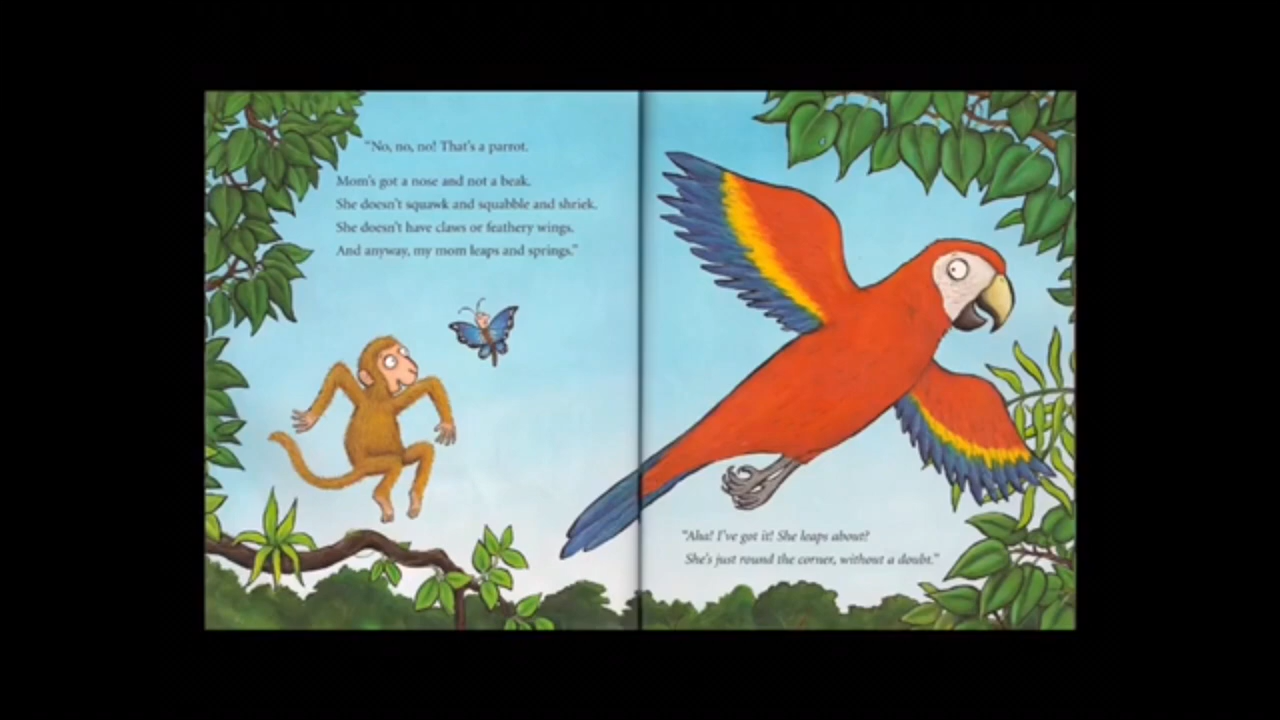 "No, no, no! That's a parrot.
Mom's got a nose and not a beak.
She doesn't squawk and squabble and shriek.
She doesn't have claws or feathery wings.
And anyway, my mom leaps and springs."
"Aha! I've got it! She leaps about?
She's just round the corner, without a doubt."